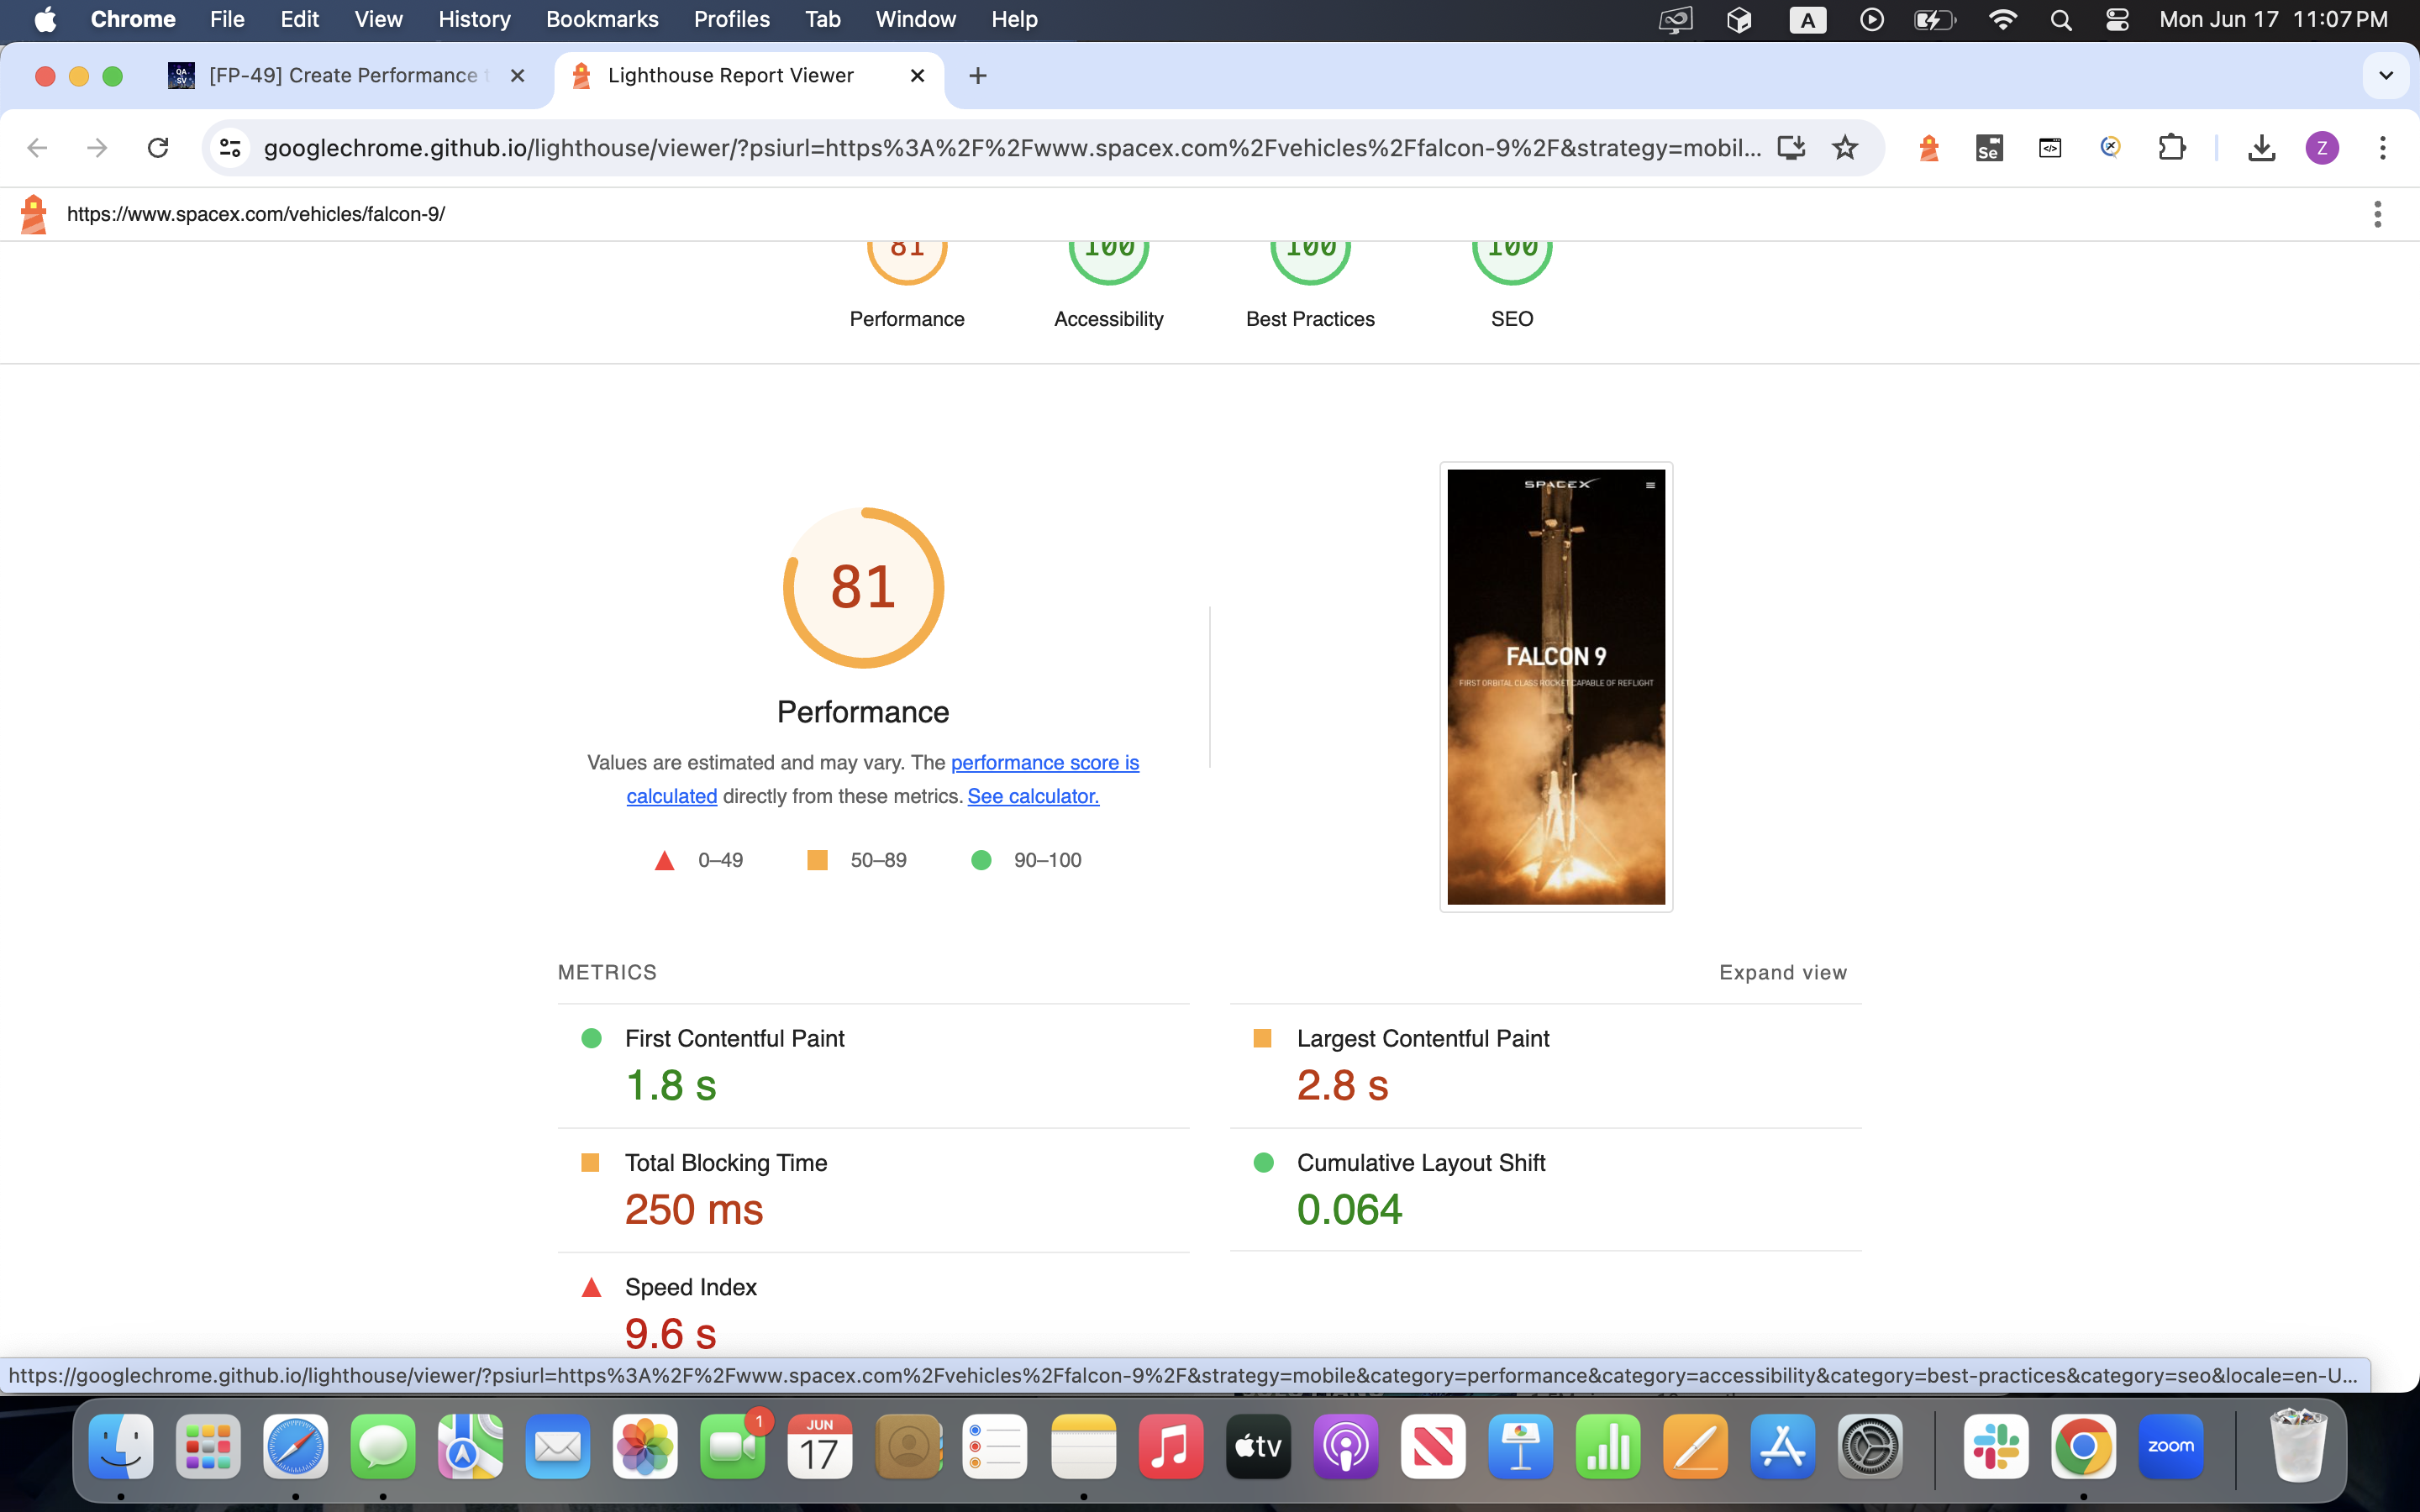 Chrome File Edit View History Bookmarks Profiles Tab Window Help A Mon Jun 17 11:07 PM
QA SV [FP-49] Create Performance Lighthouse Report Viewer
googlechrome.github.io/lighthouse/viewer/?psiurl=https%3A%2F%2Fwww.spacex.com%2Fvehicles%2Ffalcon-9%2F&strategy=mobil... Se Z
https://www.spacex.com/vehicles/falcon-9/
81 100 100 100
Performance Accessibility Best Practices SEO
81
Performance
Values are estimated and may vary. The performance score is
calculated directly from these metrics. See calculator.
0–49 50–89 90–100
SPACEX
FALCON 9
FIRST ORBITAL CLASS ROCKET CAPABLE OF REFLIGHT
METRICS Expand view
First Contentful Paint
1.8 s
Largest Contentful Paint
2.8 s
Total Blocking Time
250 ms
Cumulative Layout Shift
0.064
Speed Index
9.6 s
https://googlechrome.github.io/lighthouse/viewer/?psiurl=https%3A%2F%2Fwww.spacex.com%2Fvehicles%2Ffalcon-9%2F&strategy=mobile&category=performance&category=accessibility&category=best-practices&category=seo&locale=en-U...
1 JUN 17 tv zoom